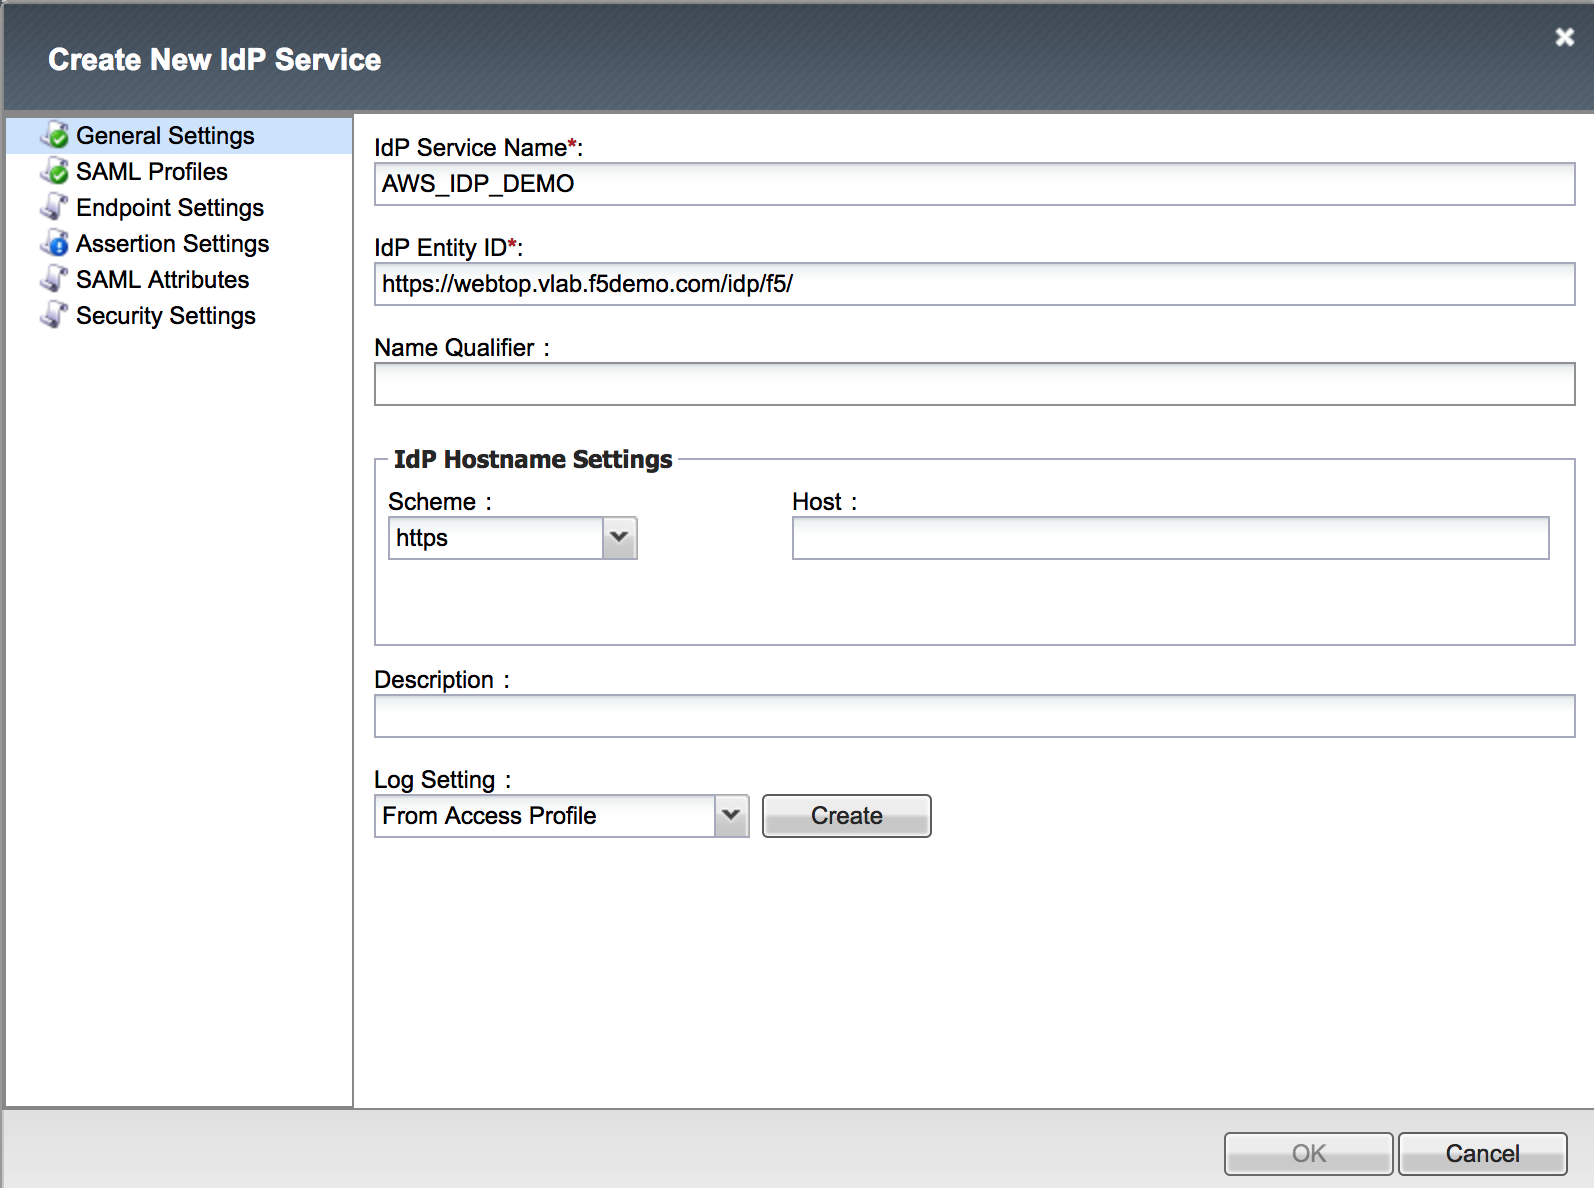 Create New IdP Service
General Settings
SAML Profiles
Endpoint Settings
Assertion Settings
SAML Attributes
Security Settings
IdP Service Name*:
AWS_IDP_DEMO
IdP Entity ID*:
https://webtop.vlab.f5demo.com/idp/f5/
Name Qualifier :
IdP Hostname Settings
Scheme : Host :
https
Description :
Log Setting :
From Access Profile Create
OK Cancel